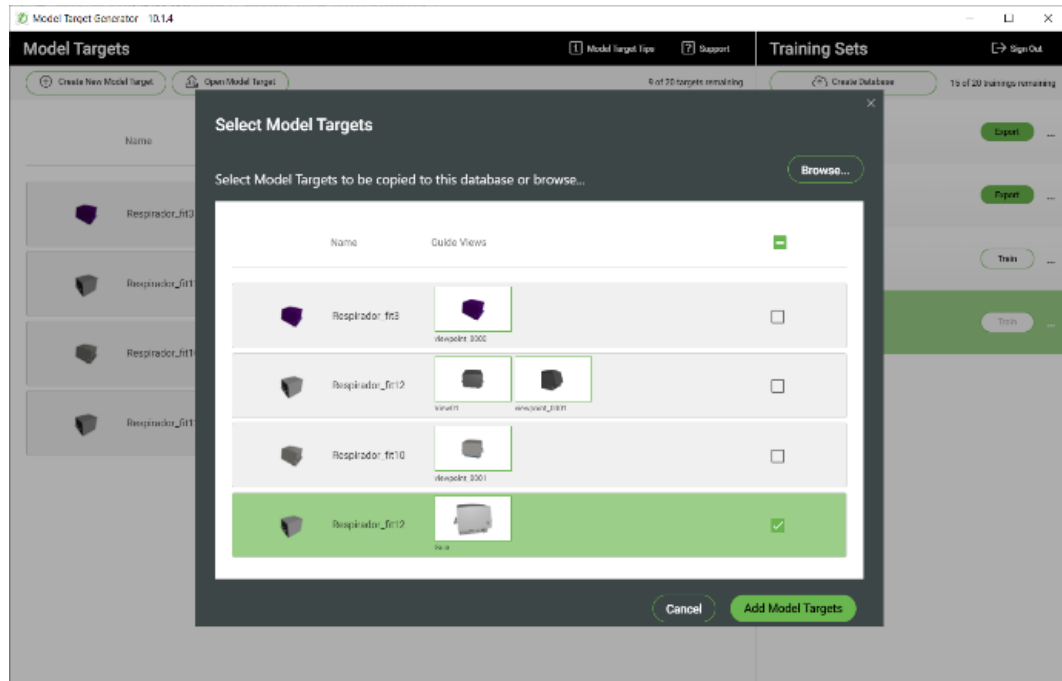 Model Target Generator 10.1.4
Model Targets
Model Target Tips
Support
Training Sets
Sign Out
Create New Model Target
Open Model Target
9 of 20 targets remaining
Create Database
15 of 20 trainings remaining
Select Model Targets
Name
Export
Select Model Targets to be copied to this database or browse...
Browse...
Respirador_fit3
Export
Name
Guide Views
Respirador_fit1
Train
Respirador_fit3
viewpoint_0000
Train
Respirador_fit1
Respirador_fit12
View01
viewpoint_0001
Respirador_fit1
Respirador_fit10
viewpoint_0001
Respirador_fit12
Cancel
Add Model Targets